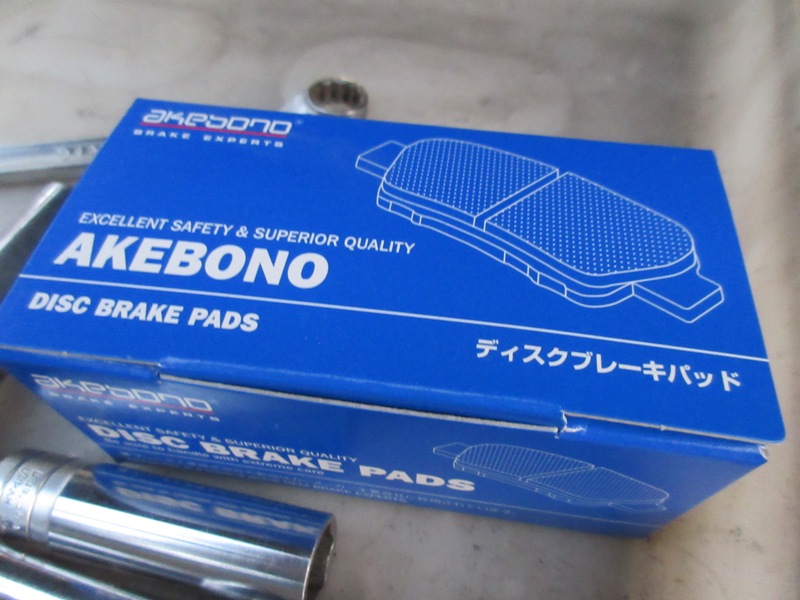 akebono
BRAKE EXPERTS
EXCELLENT SAFETY & SUPERIOR QUALITY
AKEBONO
DISC BRAKE PADS
ディスクブレーキパッド
akebono
BRAKE EXPERTS
EXCELLENT SAFETY & SUPERIOR QUALITY
DISC BRAKE PADS